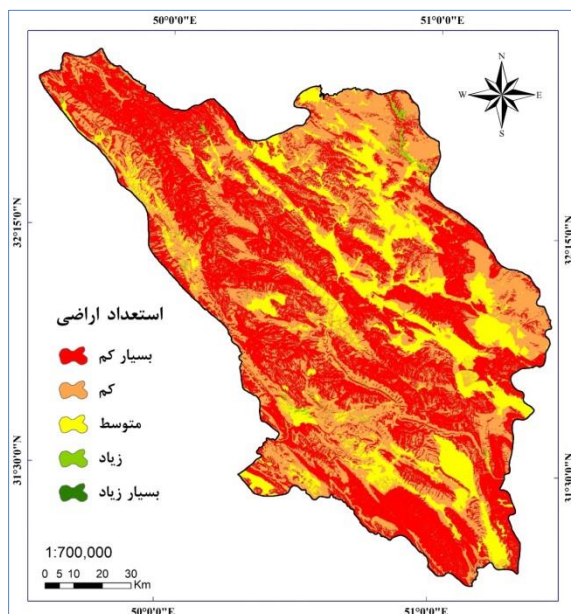 50°0'0"E 51°0'0"E
N
W E
S
32°15'0"N 32°15'0"N
استعداد اراضی
بسیار کم
کم
متوسط
زیاد
بسیار زیاد
31°30'0"N 31°30'0"N
1:700,000
0 5 10 20 30
Km
50°0'0"E 51°0'0"E